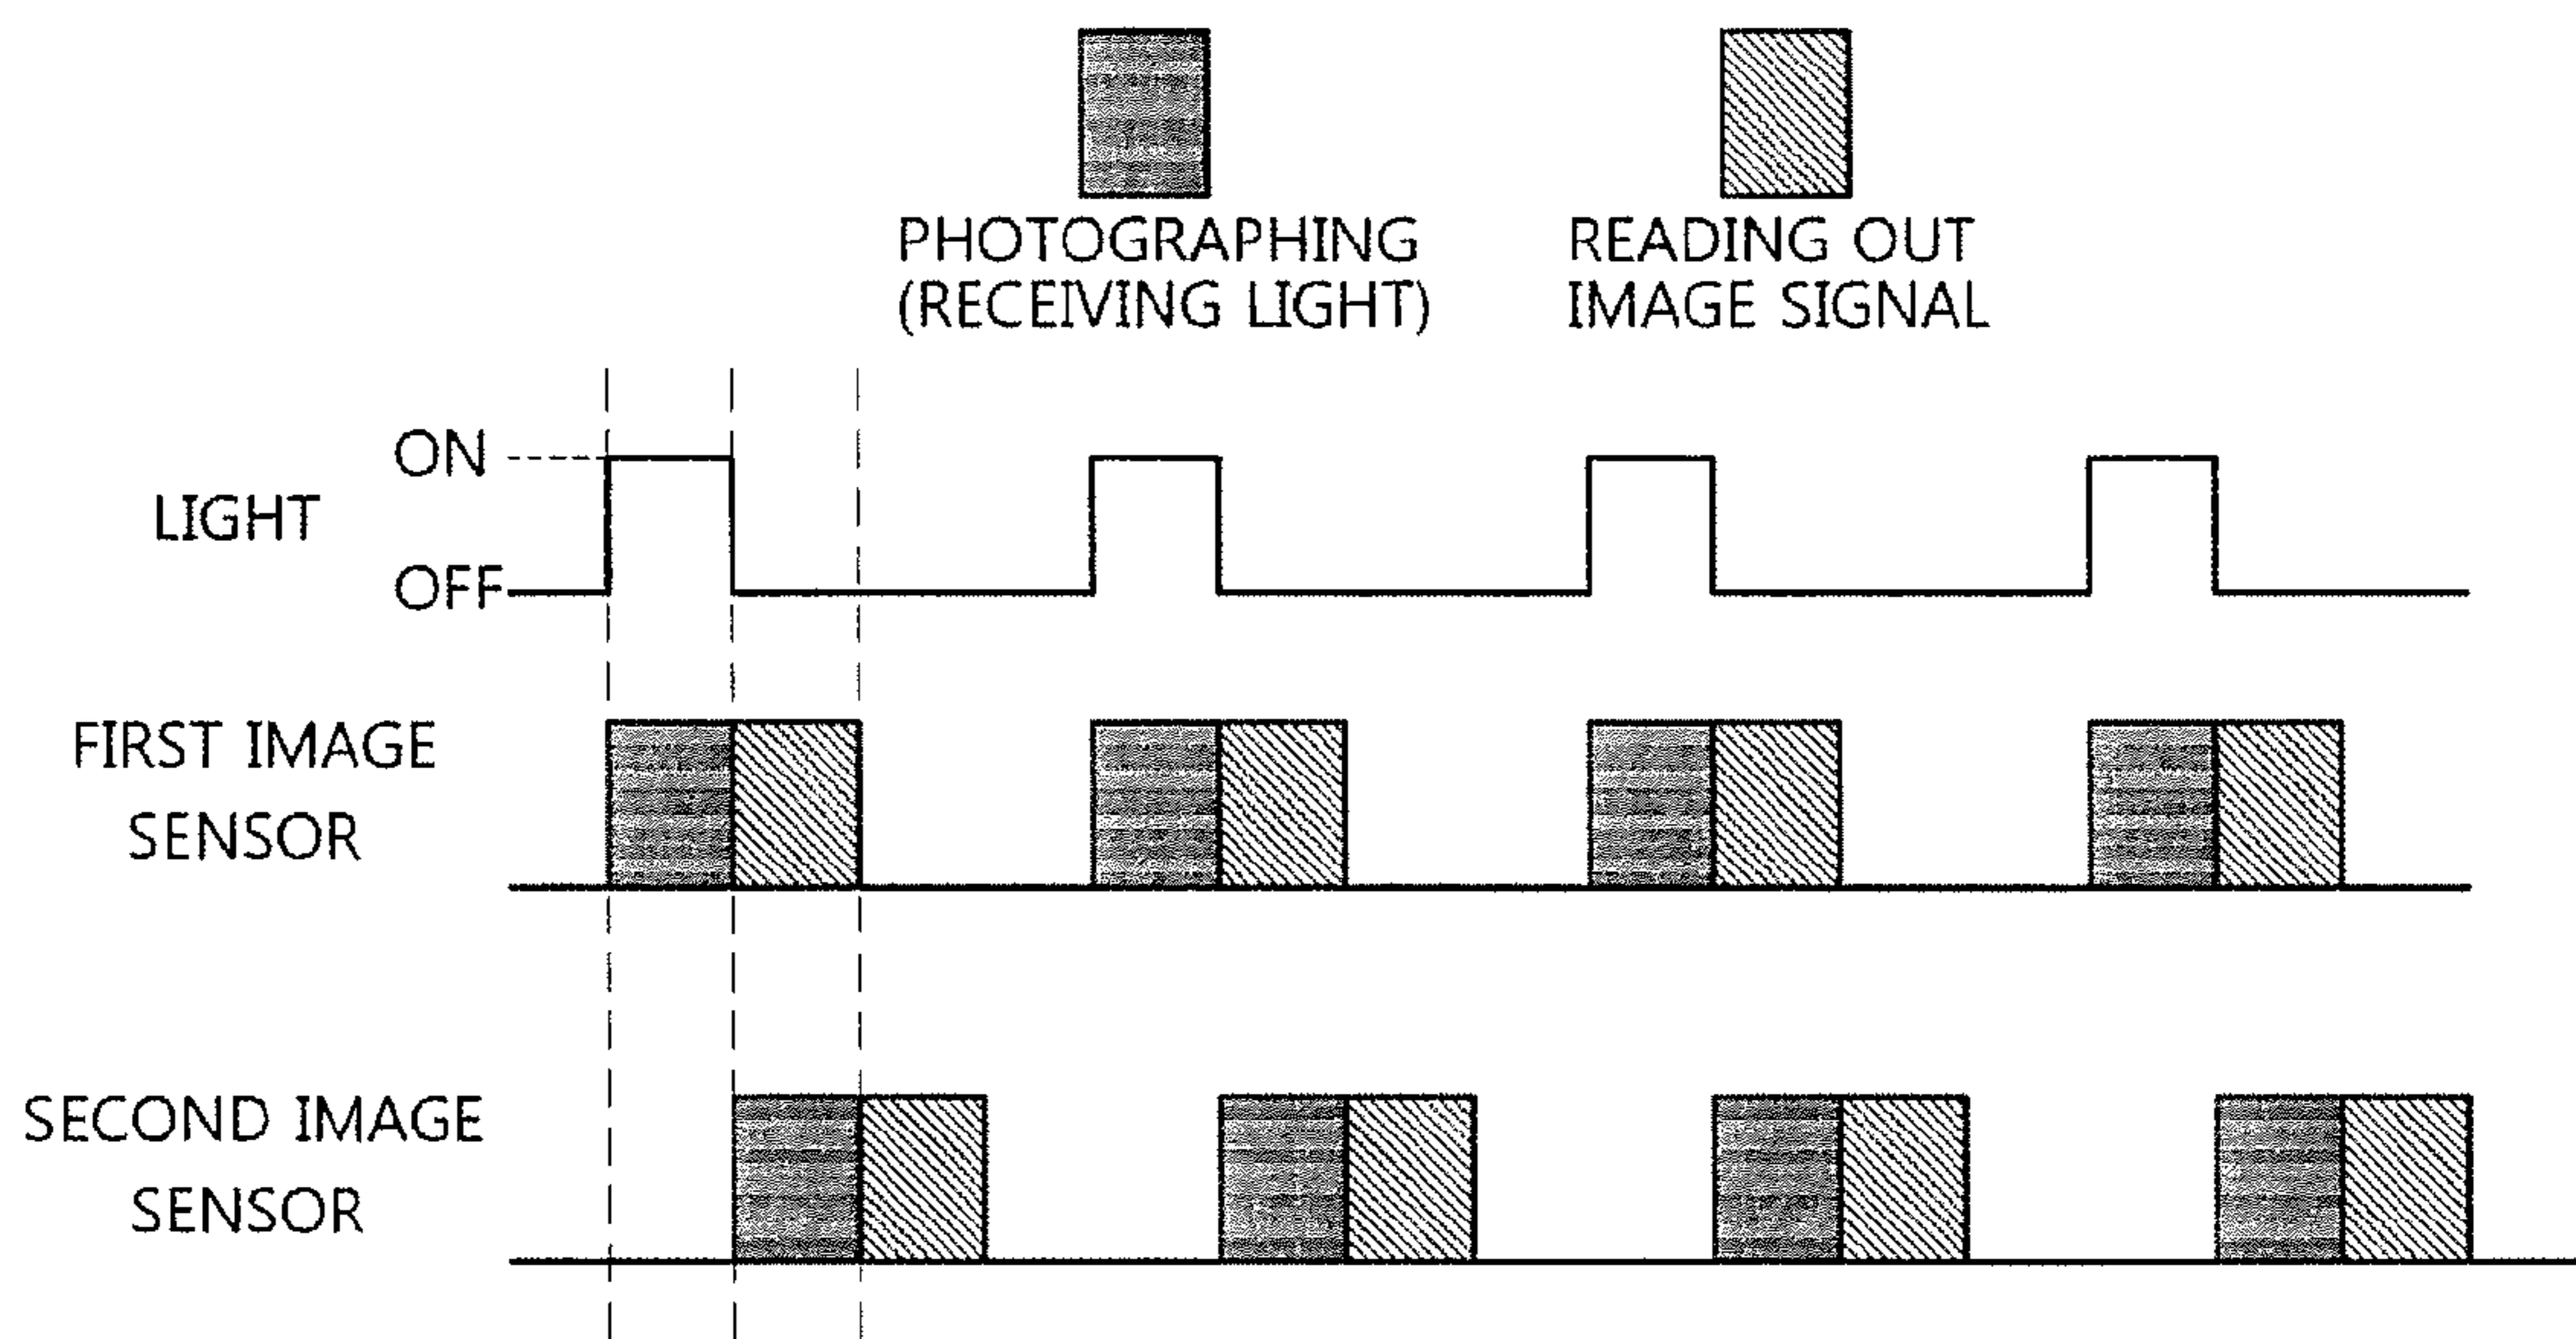 PHOTOGRAPHING
(RECEIVING LIGHT)
READING OUT
IMAGE SIGNAL
ON
LIGHT
OFF
FIRST IMAGE
SENSOR
SECOND IMAGE
SENSOR